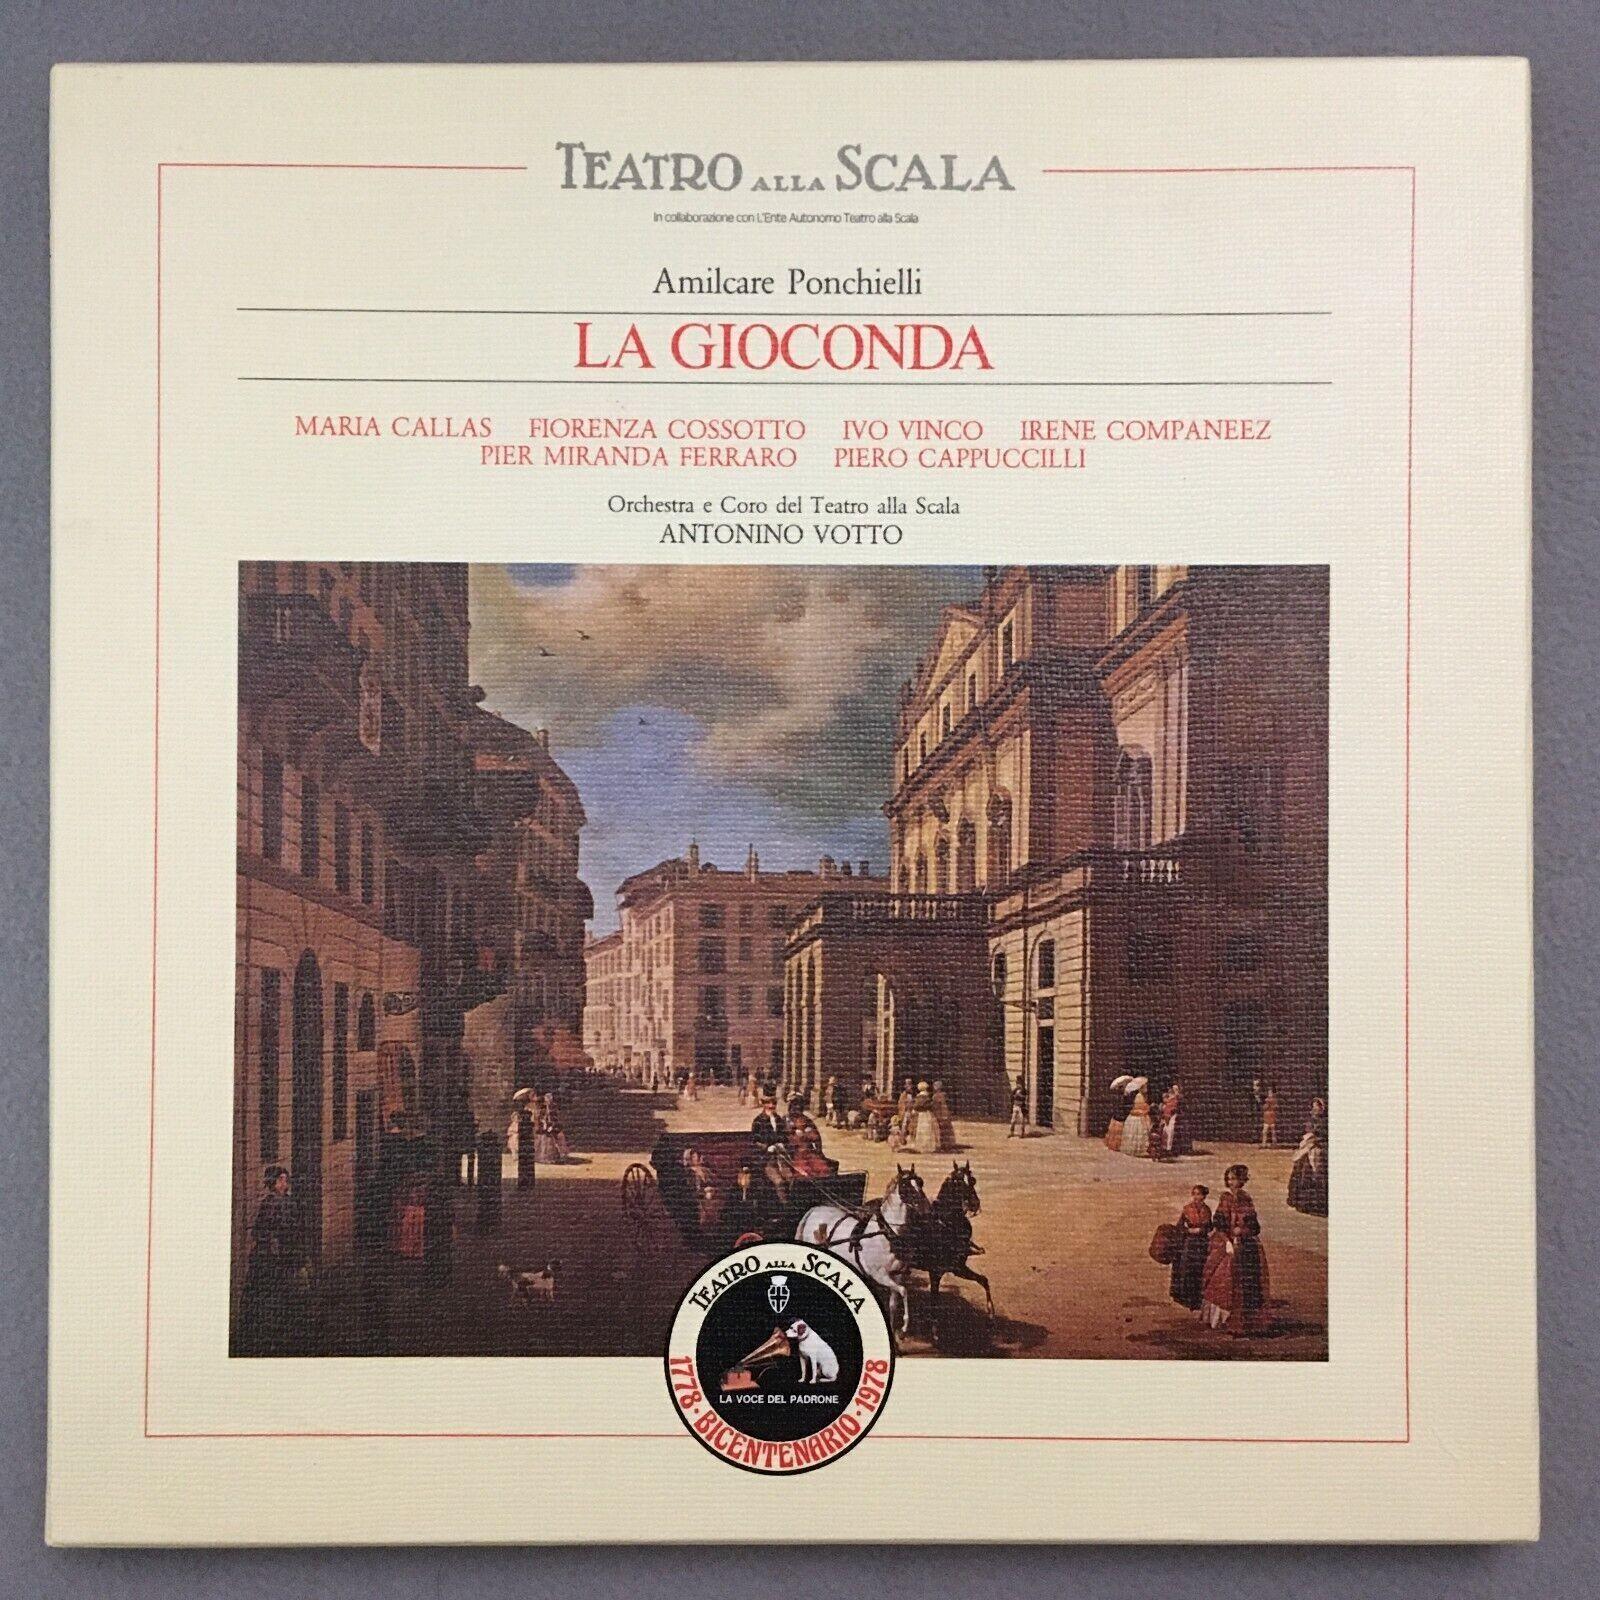 TEATRO ALLA SCALA
In collaborazione con L'Ente Autonomo Teatro alla Scala
Amilcare Ponchielli
LA GIOCONDA
MARIA CALLAS FIORENZA COSSOTTO IVO VINCO IRENE COMPANEEZ
PIER MIRANDA FERRARO PIERO CAPPUCCILLI
Orchestra e Coro del Teatro alla Scala
ANTONINO VOTTO
TEATRO ALLA SCALA
LA VOCE DEL PADRONE
1778 · BICENTENARIO · 1978